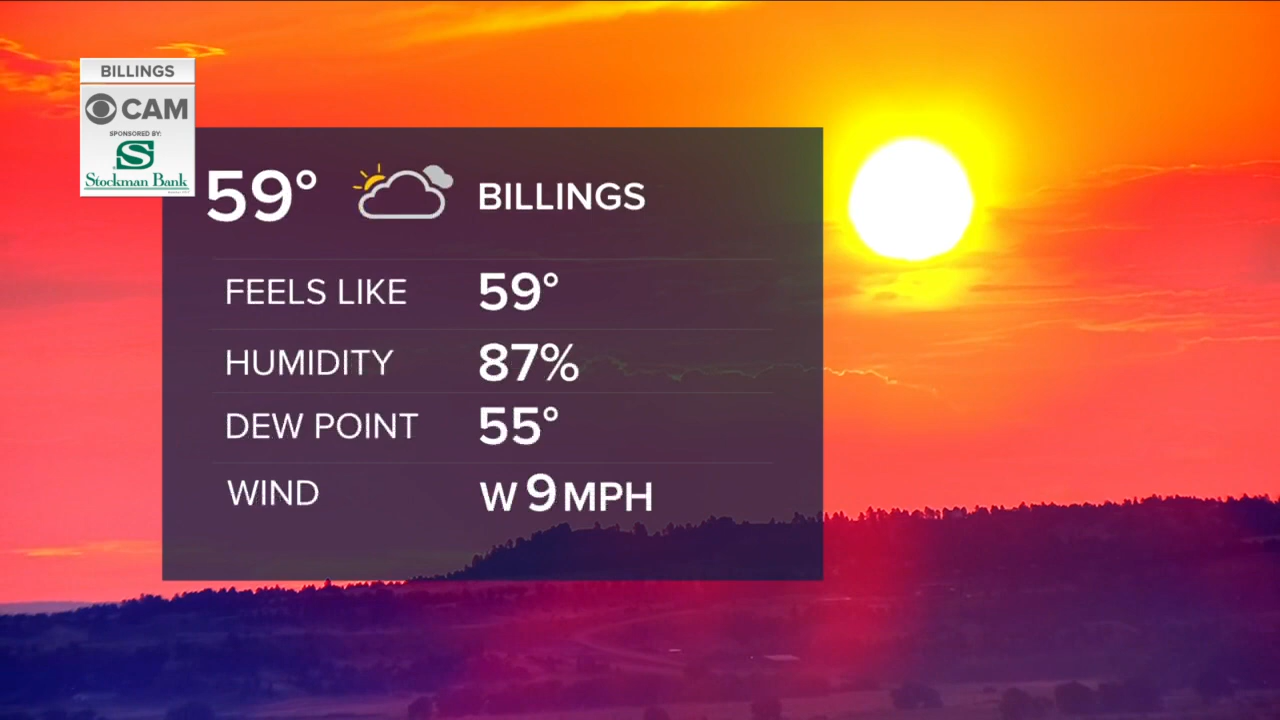 BILLINGS
CAM
SPONSORED BY:
S
Stockman Bank
59° BILLINGS
FEELS LIKE 59°
HUMIDITY 87%
DEW POINT 55°
WIND W 9 MPH